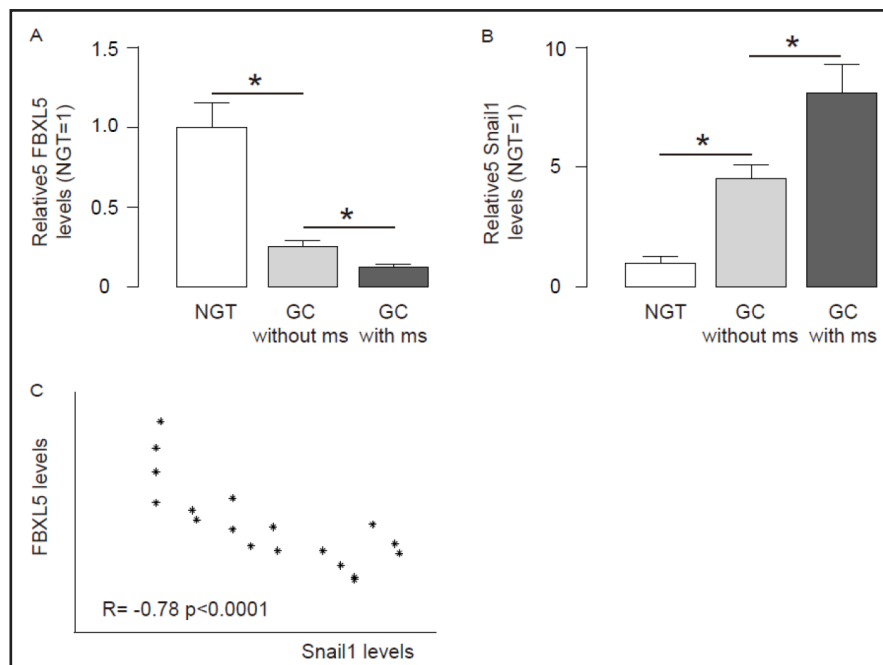 A
Relative5 FBXL5
levels (NGT=1)
1.5
1.0
0.5
0
*
*
NGT
GC
without ms
GC
with ms
B
Relative5 Snail1
levels (NGT=1)
10
5
0
*
*
NGT
GC
without ms
GC
with ms
C
FBXL5 levels
R= -0.78 p<0.0001
Snail1 levels